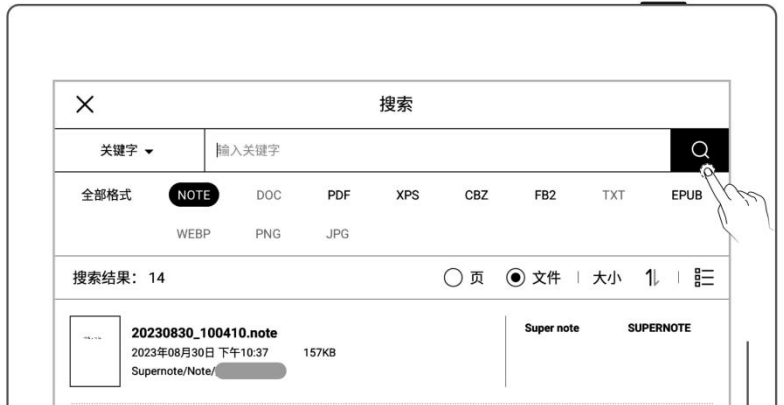 搜索
关键字 输入关键字
全部格式 NOTE DOC PDF XPS CBZ FB2 TXT EPUB
WEBP PNG JPG
搜索结果： 14 页 文件 大小
20230830_100410.note Super note SUPERNOTE
2023年08月30日 下午10:37 157KB
Supernote/Note/